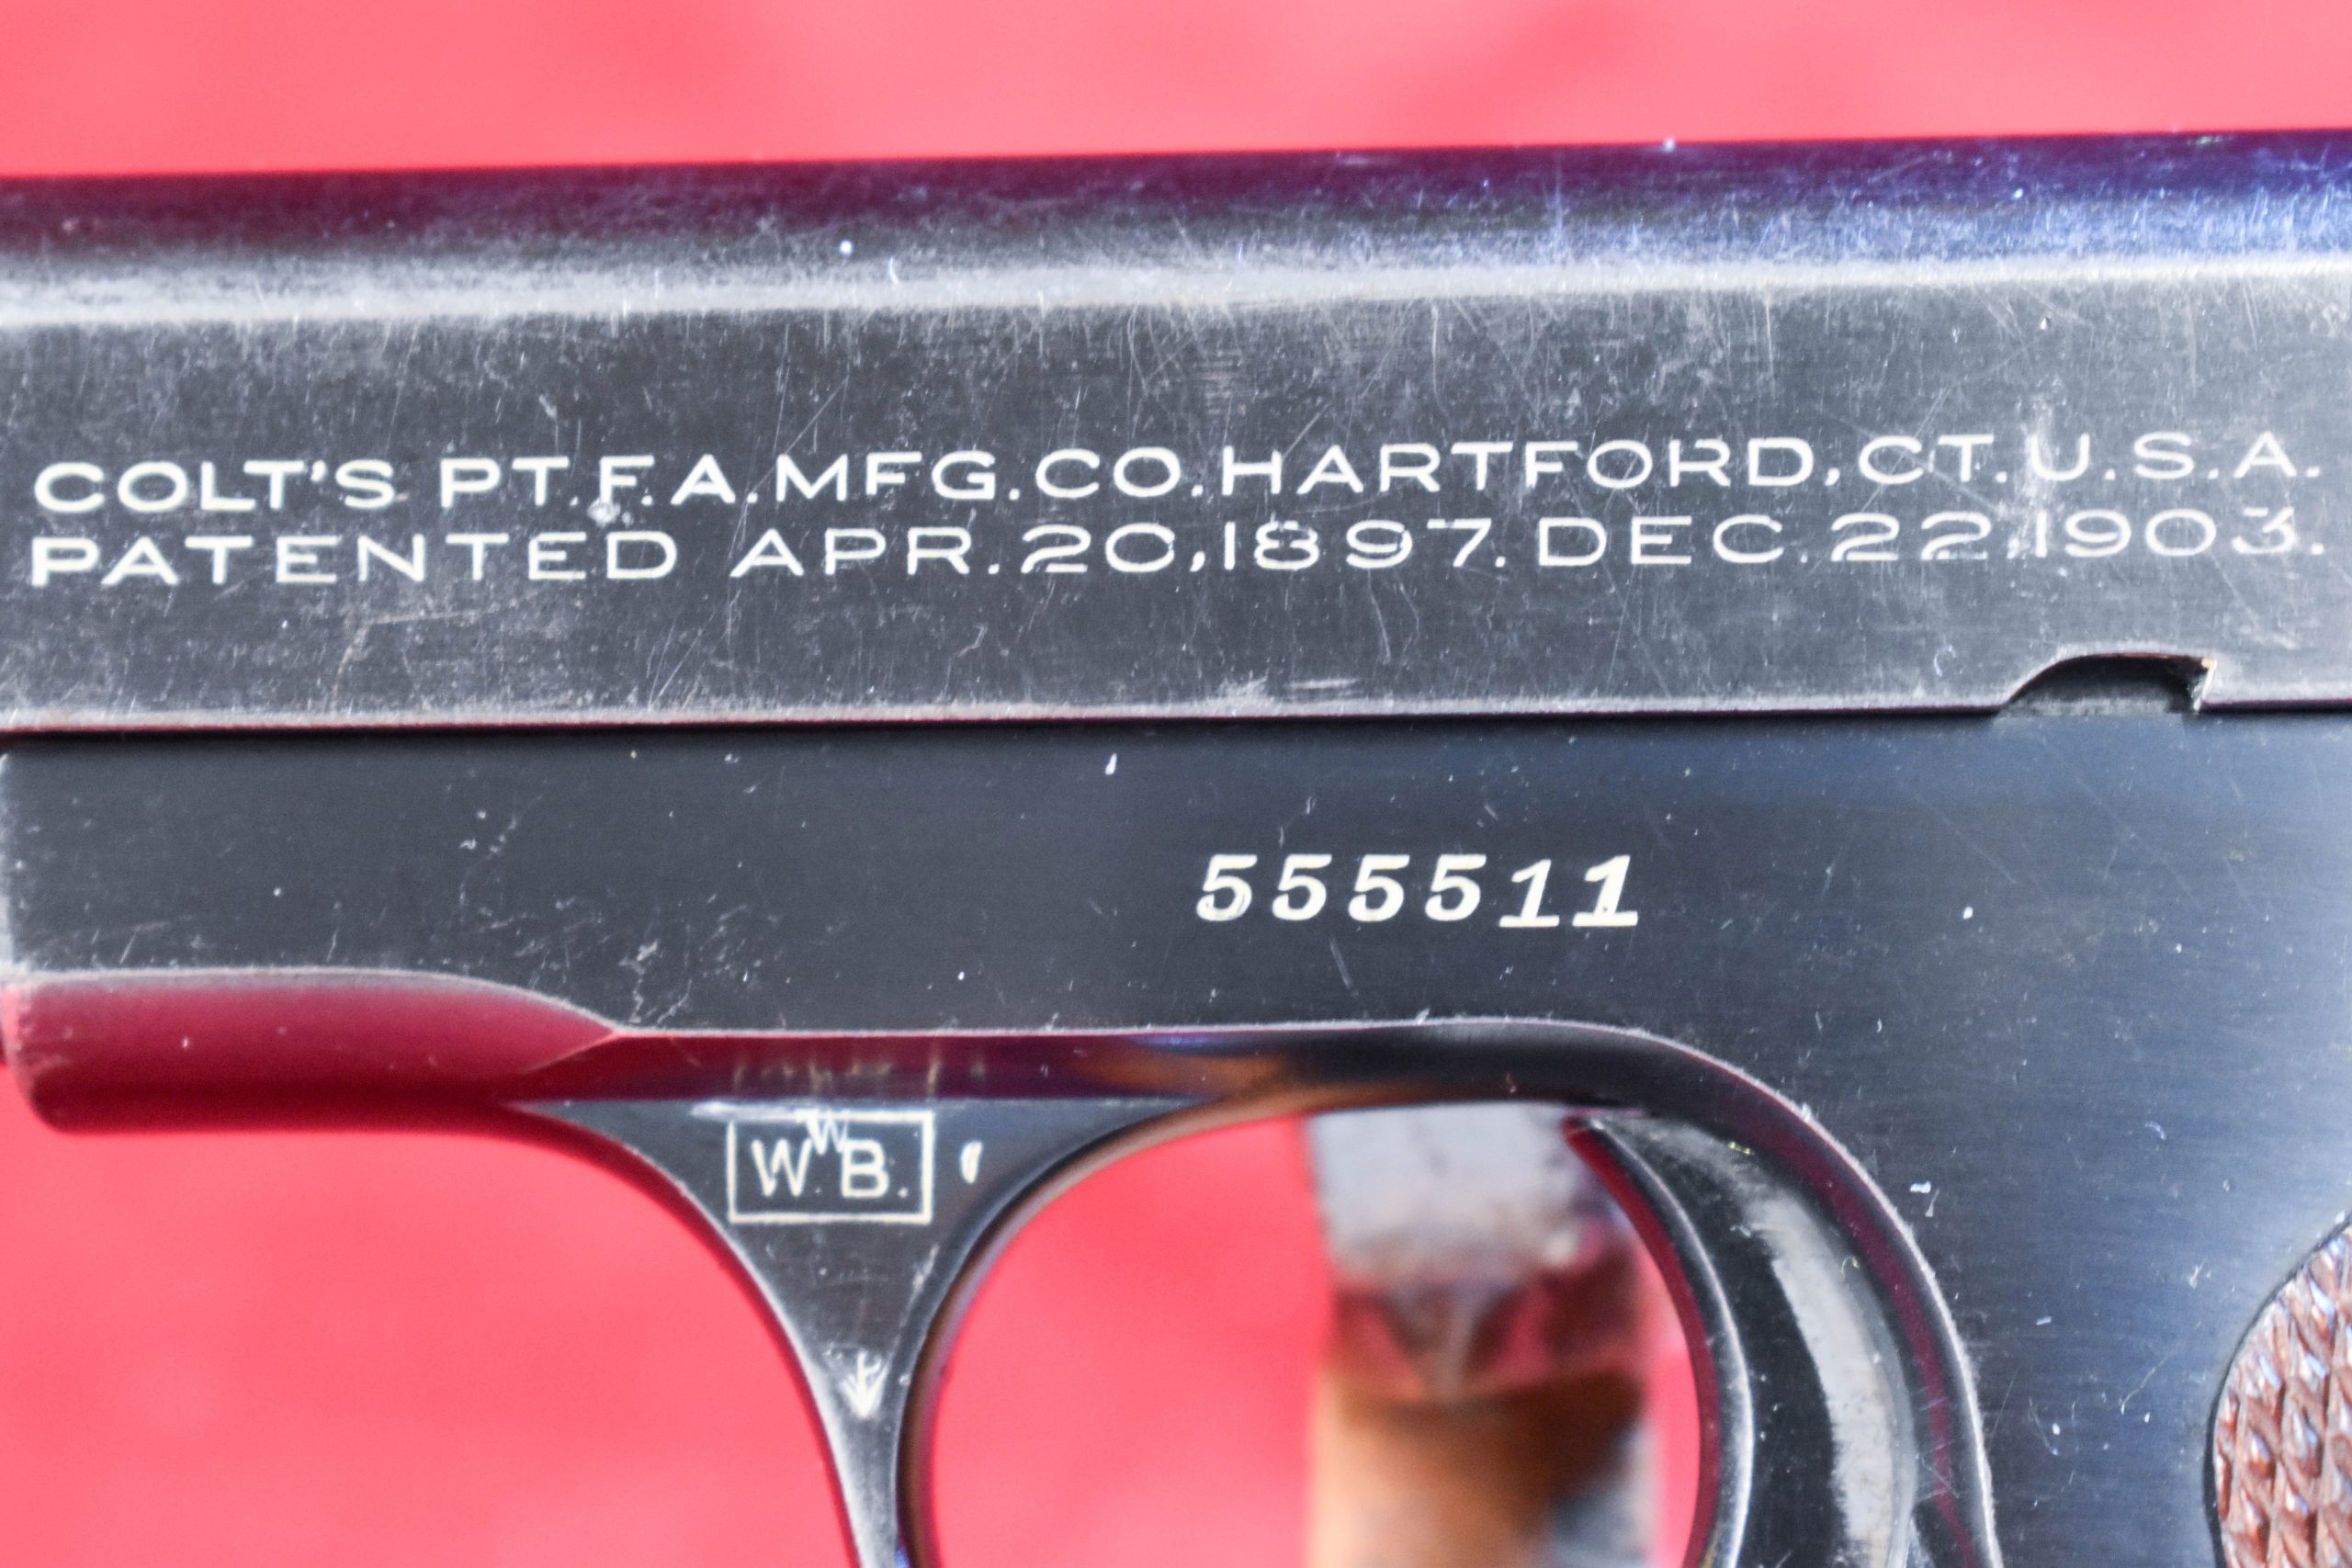 COLT'S PT.F.A.MFG.CO.HARTFORD,CT.U.S.A.
PATENTED APR.20,1897.DEC.22,1903.
555511
W
W.B.